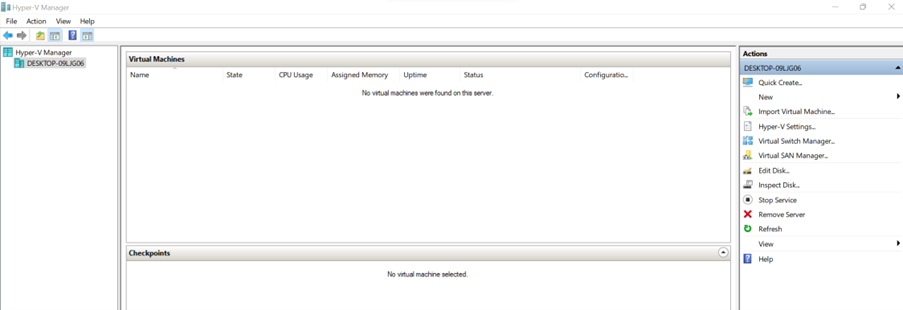 Hyper-V Manager
File Action View Help
Hyper-V Manager
DESKTOP-09LJG06
Virtual Machines
Name State CPU Usage Assigned Memory Uptime Status Configuratio...
No virtual machines were found on this server.
Checkpoints
No virtual machine selected.
Actions
DESKTOP-09LJG06
Quick Create...
New
Import Virtual Machine...
Hyper-V Settings...
Virtual Switch Manager...
Virtual SAN Manager...
Edit Disk...
Inspect Disk...
Stop Service
Remove Server
Refresh
View
Help